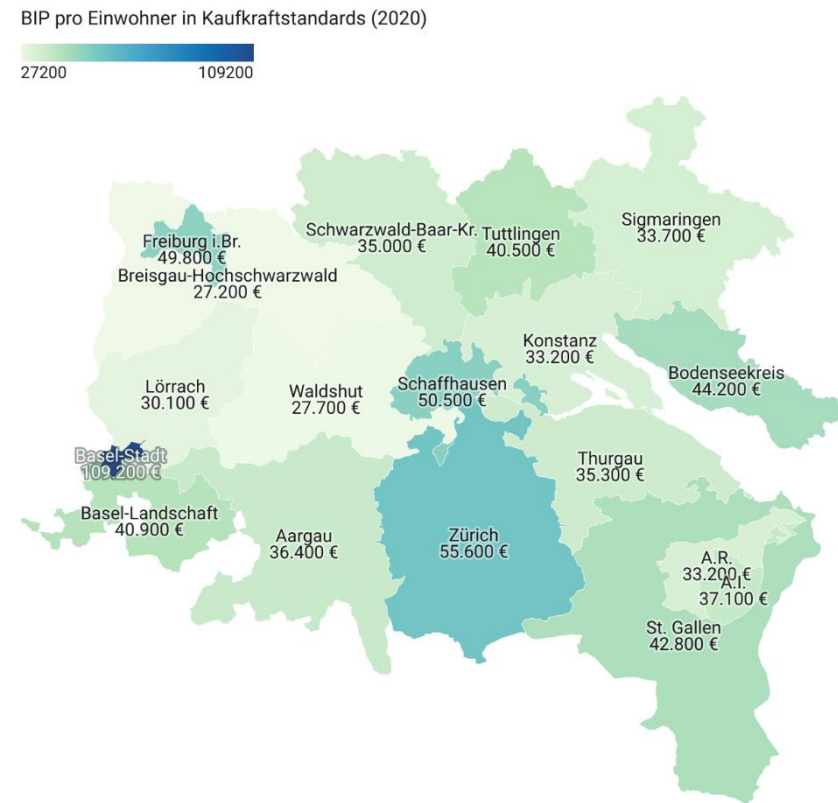 BIP pro Einwohner in Kaufkraftstandards (2020)
27200 109200
Freiburg i.Br.
49.800 €
Breisgau-Hochschwarzwald
27.200 €
Schwarzwald-Baar-Kr.
35.000 €
Tuttlingen
40.500 €
Sigmaringen
33.700 €
Konstanz
33.200 €
Bodenseekreis
44.200 €
Lörrach
30.100 €
Waldshut
27.700 €
Schaffhausen
50.500 €
Basel-Stadt
109.200 €
Basel-Landschaft
40.900 €
Aargau
36.400 €
Zürich
55.600 €
Thurgau
35.300 €
A.R.
33.200 €
A.I.
37.100 €
St. Gallen
42.800 €